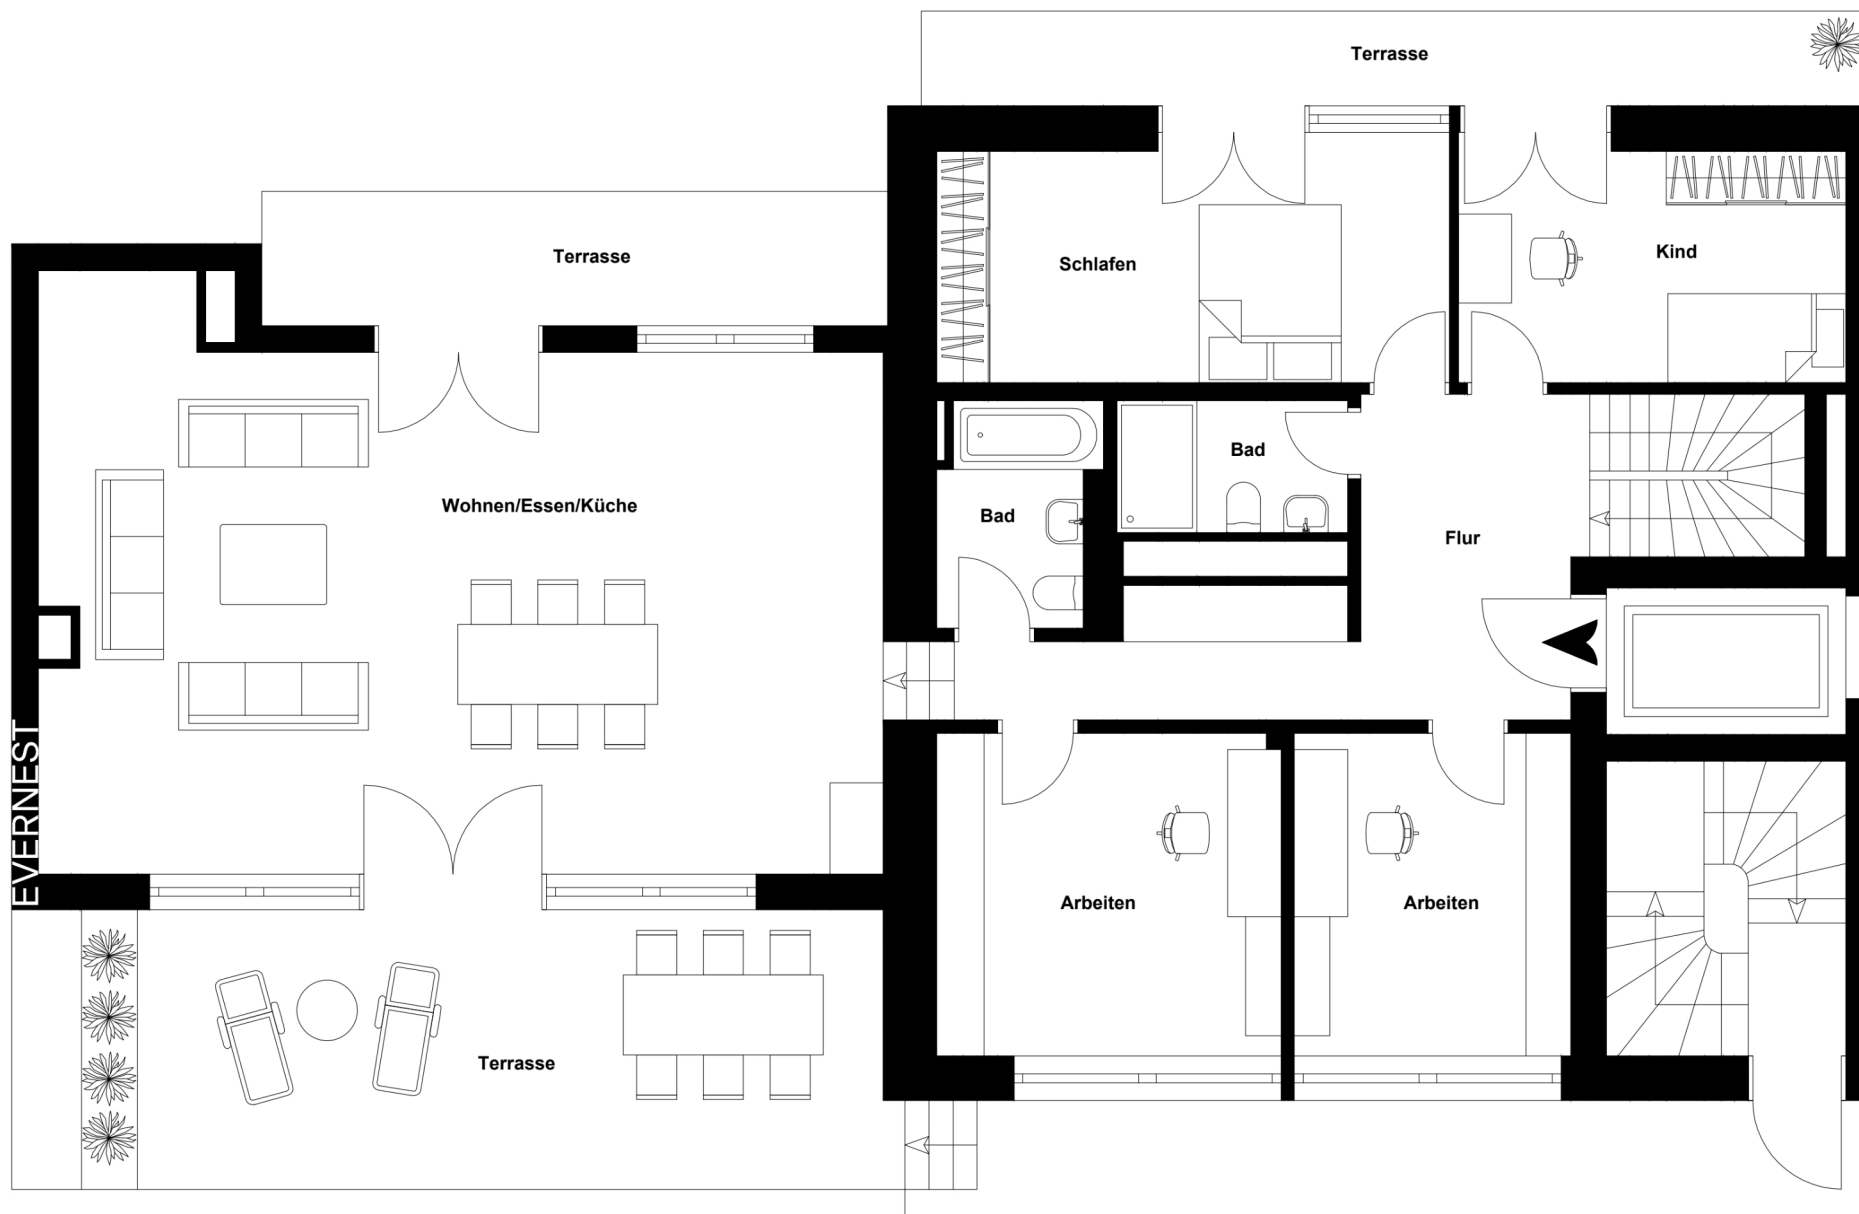 Terrasse
Terrasse
Schlafen
Kind
Wohnen/Essen/Küche
Bad
Bad
Flur
EVERNEST
Arbeiten
Arbeiten
Terrasse